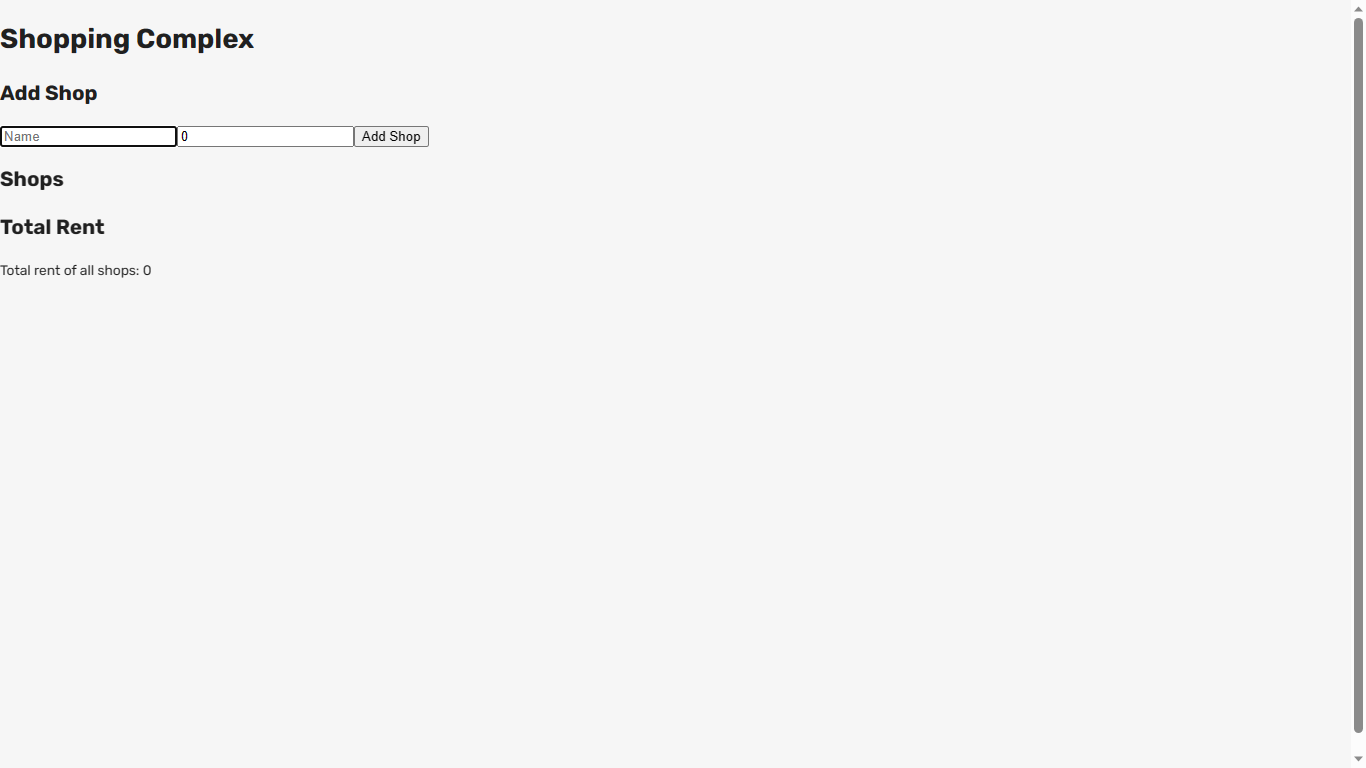 Shopping Complex
Add Shop
Name 0 Add Shop
Shops
Total Rent
Total rent of all shops: 0